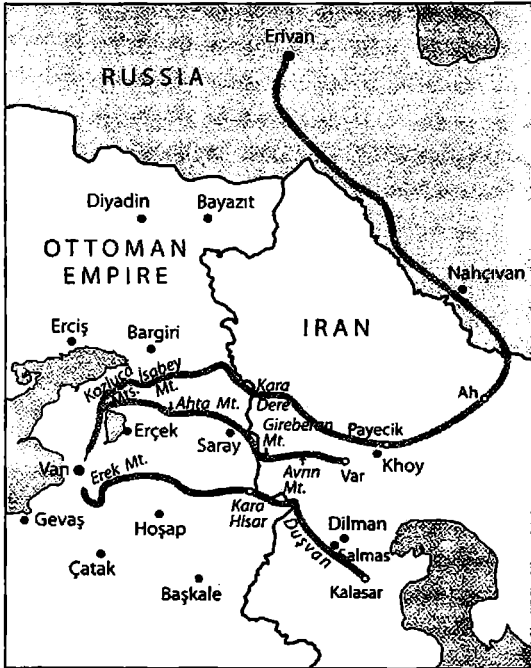 Erivan
RUSSIA
Diyadin
Bayazıt
OTTOMAN
EMPIRE
Nahçıvan
IRAN
Erciş
Bargiri
Kozluca
Mrs.
İsabey
Mt.
Kara
Dere
Ah
Ahta Mt.
Gireberan
Mt.
Payecik
Erçek
Saray
Khoy
Van
Erek Mt.
Avrın
Mt.
Var
Gevaş
Hoşap
Kara
Hisar
Duşvan
Dilman
Salmas
Çatak
Başkale
Kalasar